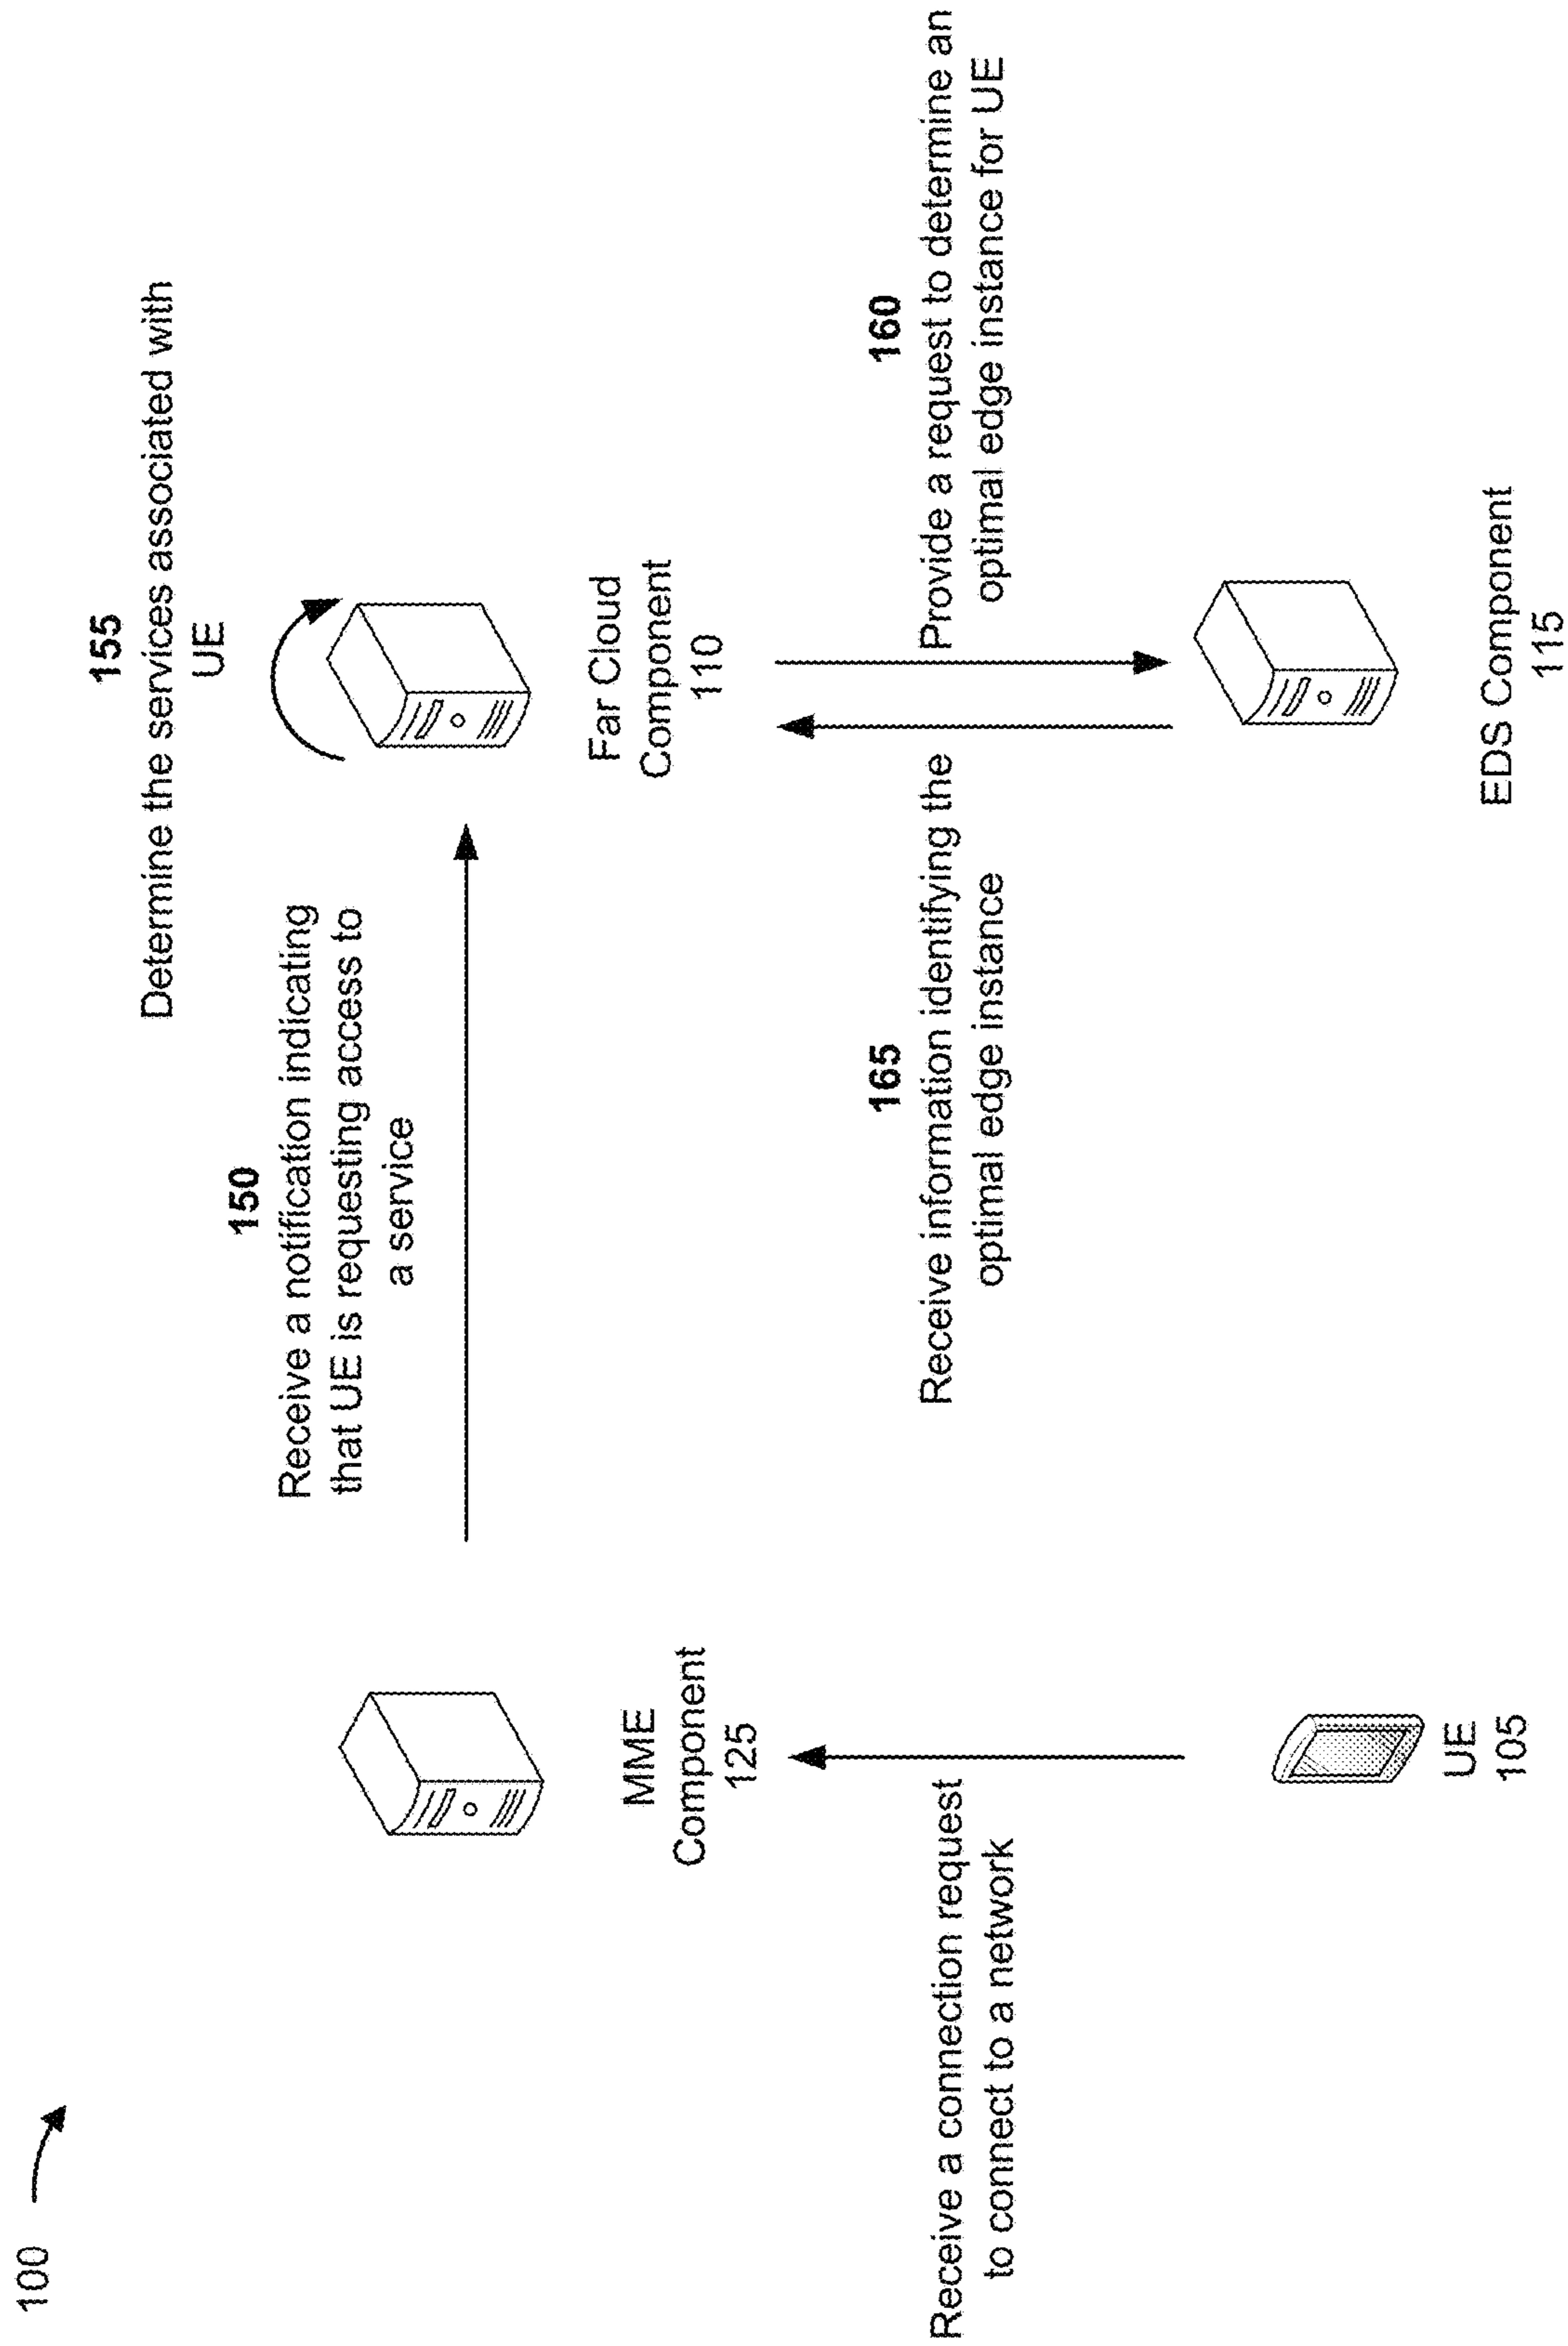 100
155
Determine the services associated with
UE
150
Receive a notification indicating
that UE is requesting access to
a service
MME
Component
125
Far Cloud
Component
110
Receive a connection request
to connect to a network
165
Receive information identifying the
optimal edge instance
160
Provide a request to determine an
optimal edge instance for UE
UE
105
EDS Component
115